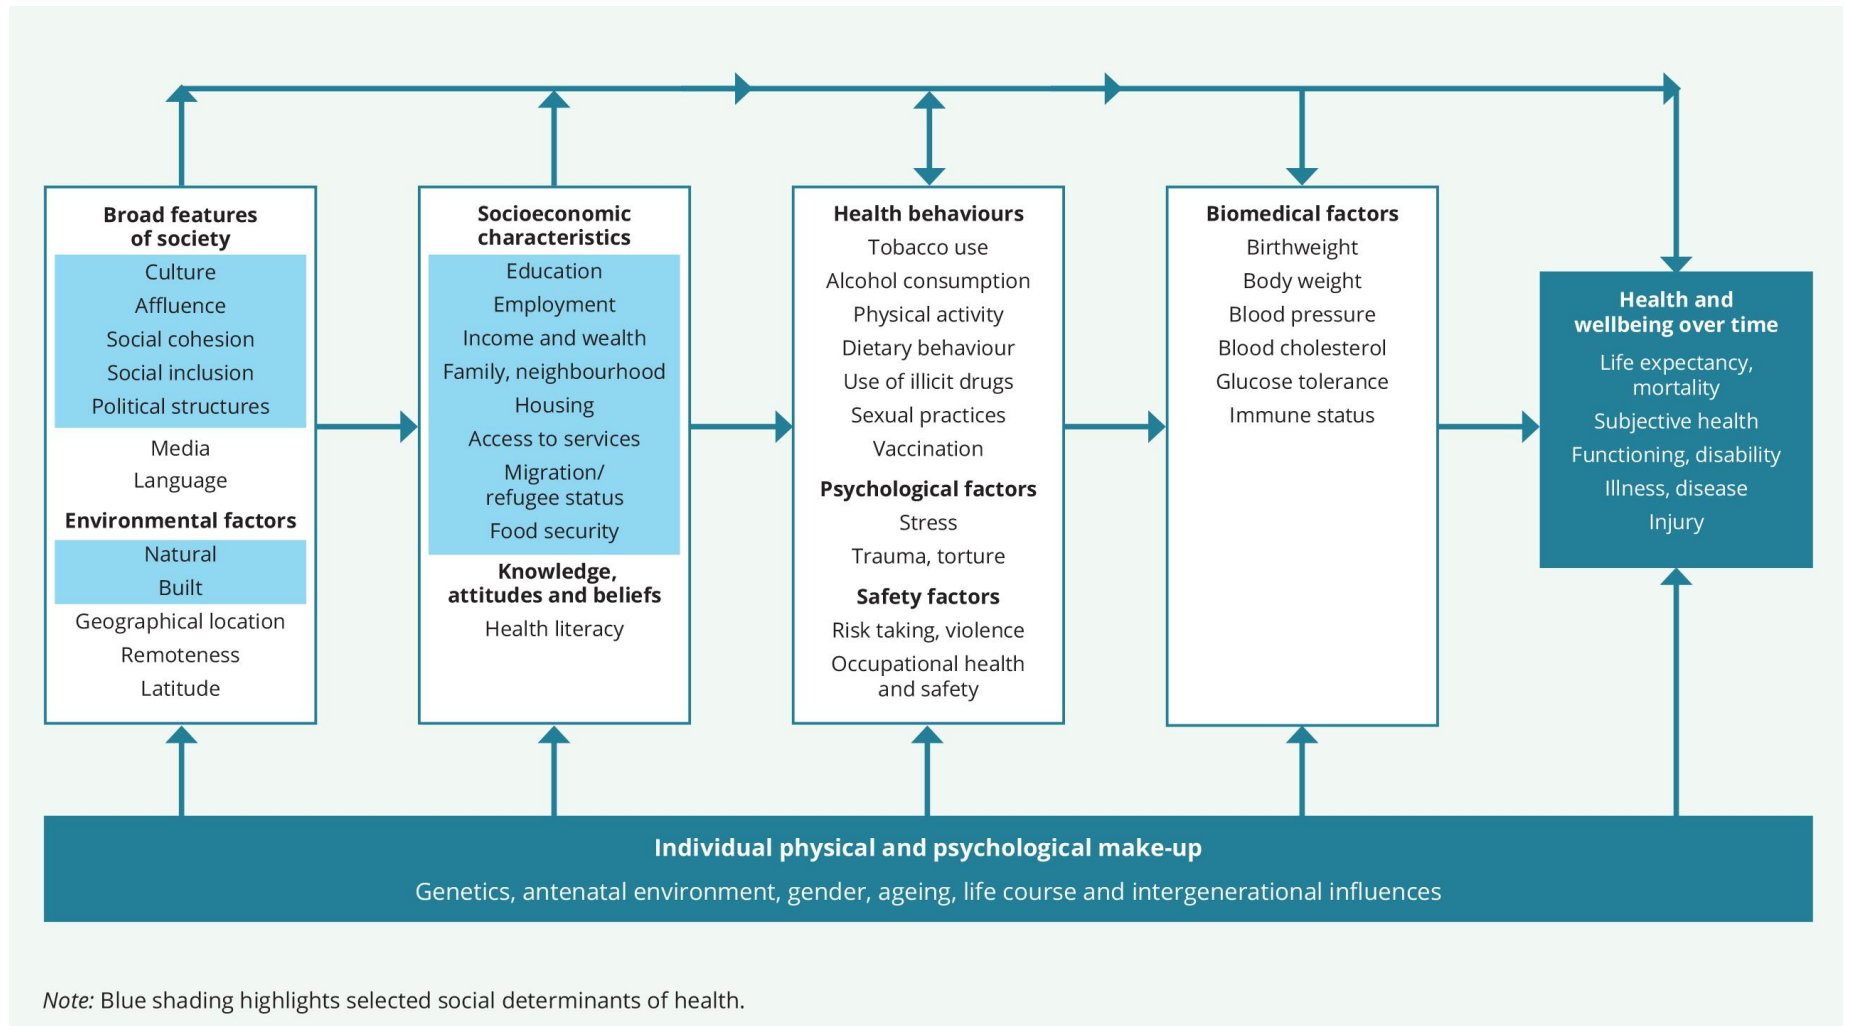 Broad features
of society
Culture
Affluence
Social cohesion
Social inclusion
Political structures
Media
Language
Environmental factors
Natural
Built
Geographical location
Remoteness
Latitude
Socioeconomic
characteristics
Education
Employment
Income and wealth
Family, neighbourhood
Housing
Access to services
Migration/
refugee status
Food security
Knowledge,
attitudes and beliefs
Health literacy
Health behaviours
Tobacco use
Alcohol consumption
Physical activity
Dietary behaviour
Use of illicit drugs
Sexual practices
Vaccination
Psychological factors
Stress
Trauma, torture
Safety factors
Risk taking, violence
Occupational health
and safety
Biomedical factors
Birthweight
Body weight
Blood pressure
Blood cholesterol
Glucose tolerance
Immune status
Health and
wellbeing over time
Life expectancy,
mortality
Subjective health
Functioning, disability
Illness, disease
Injury
Individual physical and psychological make-up
Genetics, antenatal environment, gender, ageing, life course and intergenerational influences
Note: Blue shading highlights selected social determinants of health.